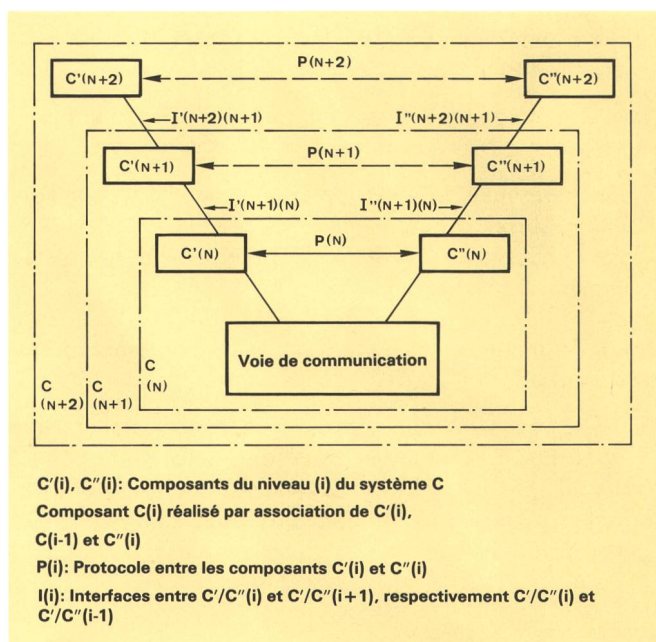 P(N+2)
C'(N+2) C"(N+2)
I'(N+2)(N+1) I"(N+2)(N+1)
P(N+1)
C'(N+1) C"(N+1)
I'(N+1)(N) I"(N+1)(N)
C'(N) P(N) C"(N)
Voie de communication
C C C
(N+2) (N+1) (N)
C'(i), C"(i): Composants du niveau (i) du système C
Composant C(i) réalisé par association de C'(i),
C(i-1) et C"(i)
P(i): Protocole entre les composants C'(i) et C"(i)
I(i): Interfaces entre C'/C"(i) et C'/C"(i+1), respectivement C'/C"(i) et
C'/C"(i-1)